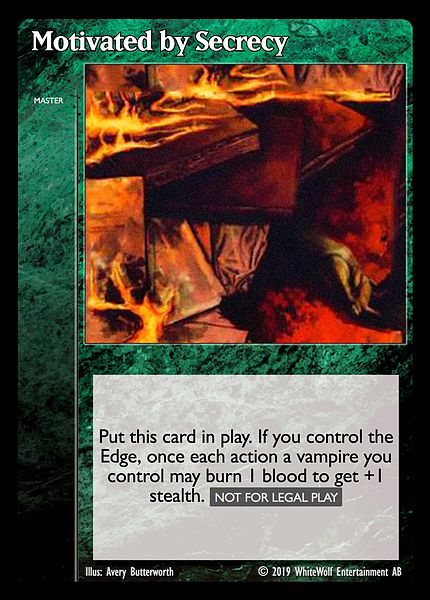 Motivated by Secrecy
MASTER
Put this card in play. If you control the
Edge, once each action a vampire you
control may burn 1 blood to get +1
stealth. NOT FOR LEGAL PLAY
Illus: Avery Butterworth © 2019 WhiteWolf Entertainment AB